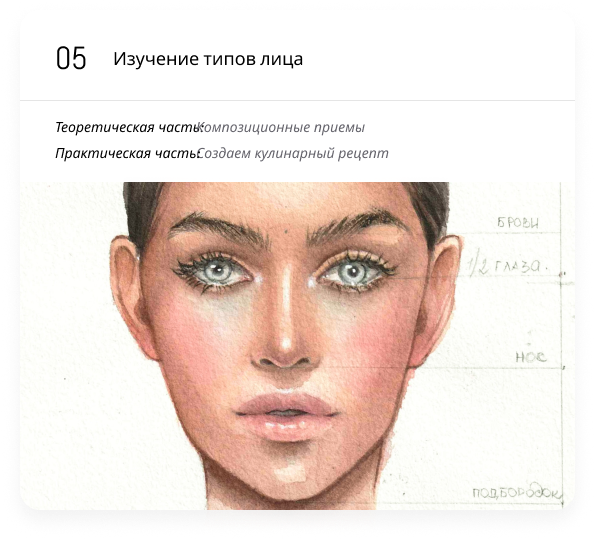 05 Изучение типов лица
Теоретическая часть: Композиционные приемы
Практическая часть: Создаем кулинарный рецепт
БРОВИ
1/2 ГЛАЗА.
НОС
ПОДБОРОДОК